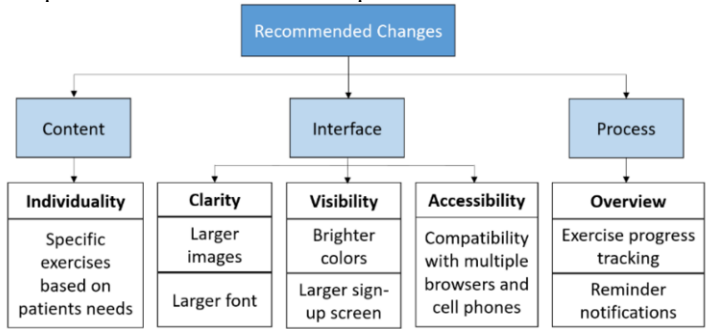 Recommended Changes
Content
Interface
Process
Individuality
Specific
exercises
based on
patients needs
Clarity
Larger
images
Larger font
Visibility
Brighter
colors
Larger sign-
up screen
Accessibility
Compatibility
with multiple
browsers and
cell phones
Overview
Exercise progress
tracking
Reminder
notifications